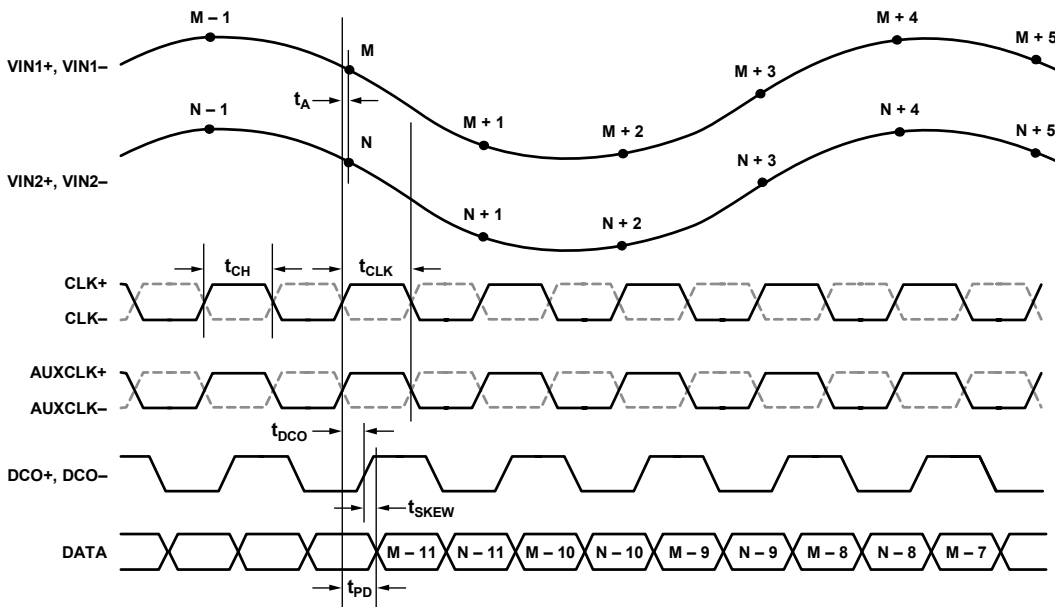 M – 1
M
M + 1
M + 2
M + 3
M + 4
M + 5
VIN1+, VIN1–
tA
N – 1
N
N + 1
N + 2
N + 3
N + 4
N + 5
VIN2+, VIN2–
tCH
tCLK
CLK+
CLK–
AUXCLK+
AUXCLK–
tDCO
DCO+, DCO–
tSKEW
DATA
M – 11
N – 11
M – 10
N – 10
M – 9
N – 9
M – 8
N – 8
M – 7
tPD